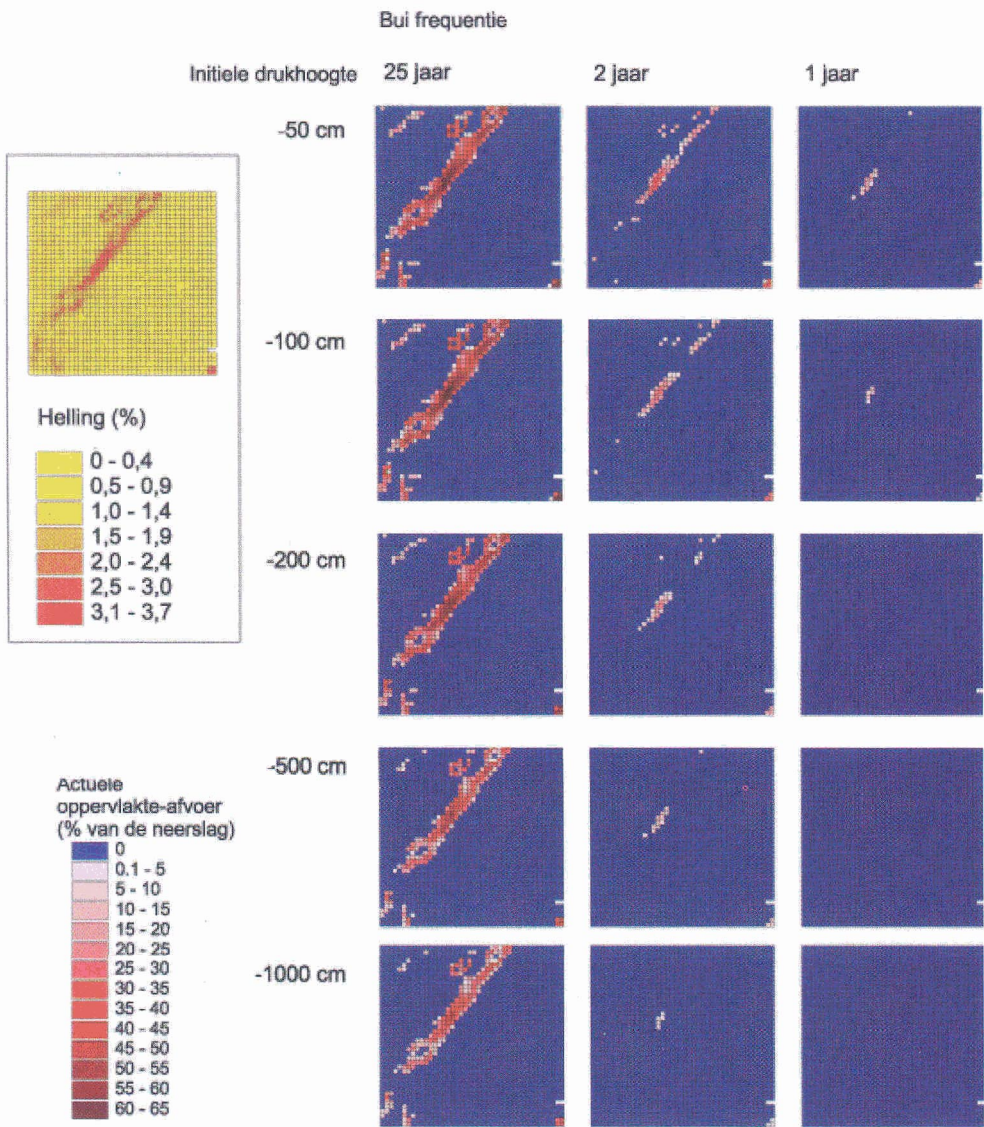 Bui frequentie
Initiele drukhoogte 25 jaar 2 jaar 1 jaar
-50 cm
-100 cm
-200 cm
-500 cm
-1000 cm
Helling (%)
0 - 0,4
0,5 - 0,9
1,0 - 1,4
1,5 - 1,9
2,0 - 2,4
2,5 - 3,0
3,1 - 3,7
Actuele
oppervlakte-afvoer
(% van de neerslag)
0
0.1 - 5
5 - 10
10 - 15
15 - 20
20 - 25
25 - 30
30 - 35
35 - 40
40 - 45
45 - 50
50 - 55
55 - 60
60 - 65